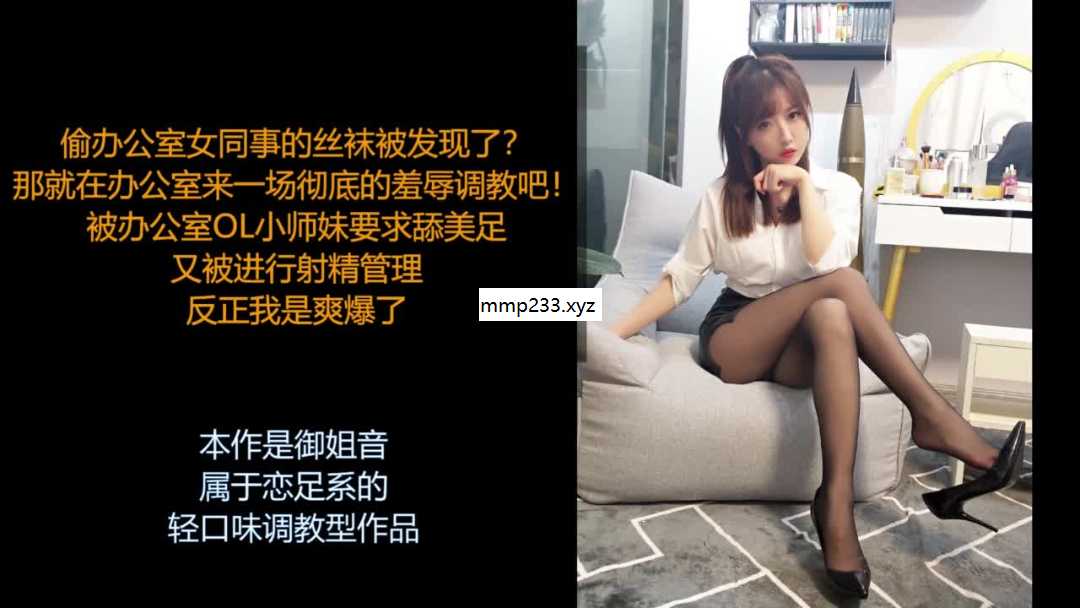 偷办公室女同事的丝袜被发现了？
那就在办公室来一场彻底的羞辱调教吧！
被办公室OL小师妹要求舔美足
又被进行射精管理
反正我是爽爆了
mmp233.xyz
本作是御姐音
属于恋足系的
轻口味调教型作品